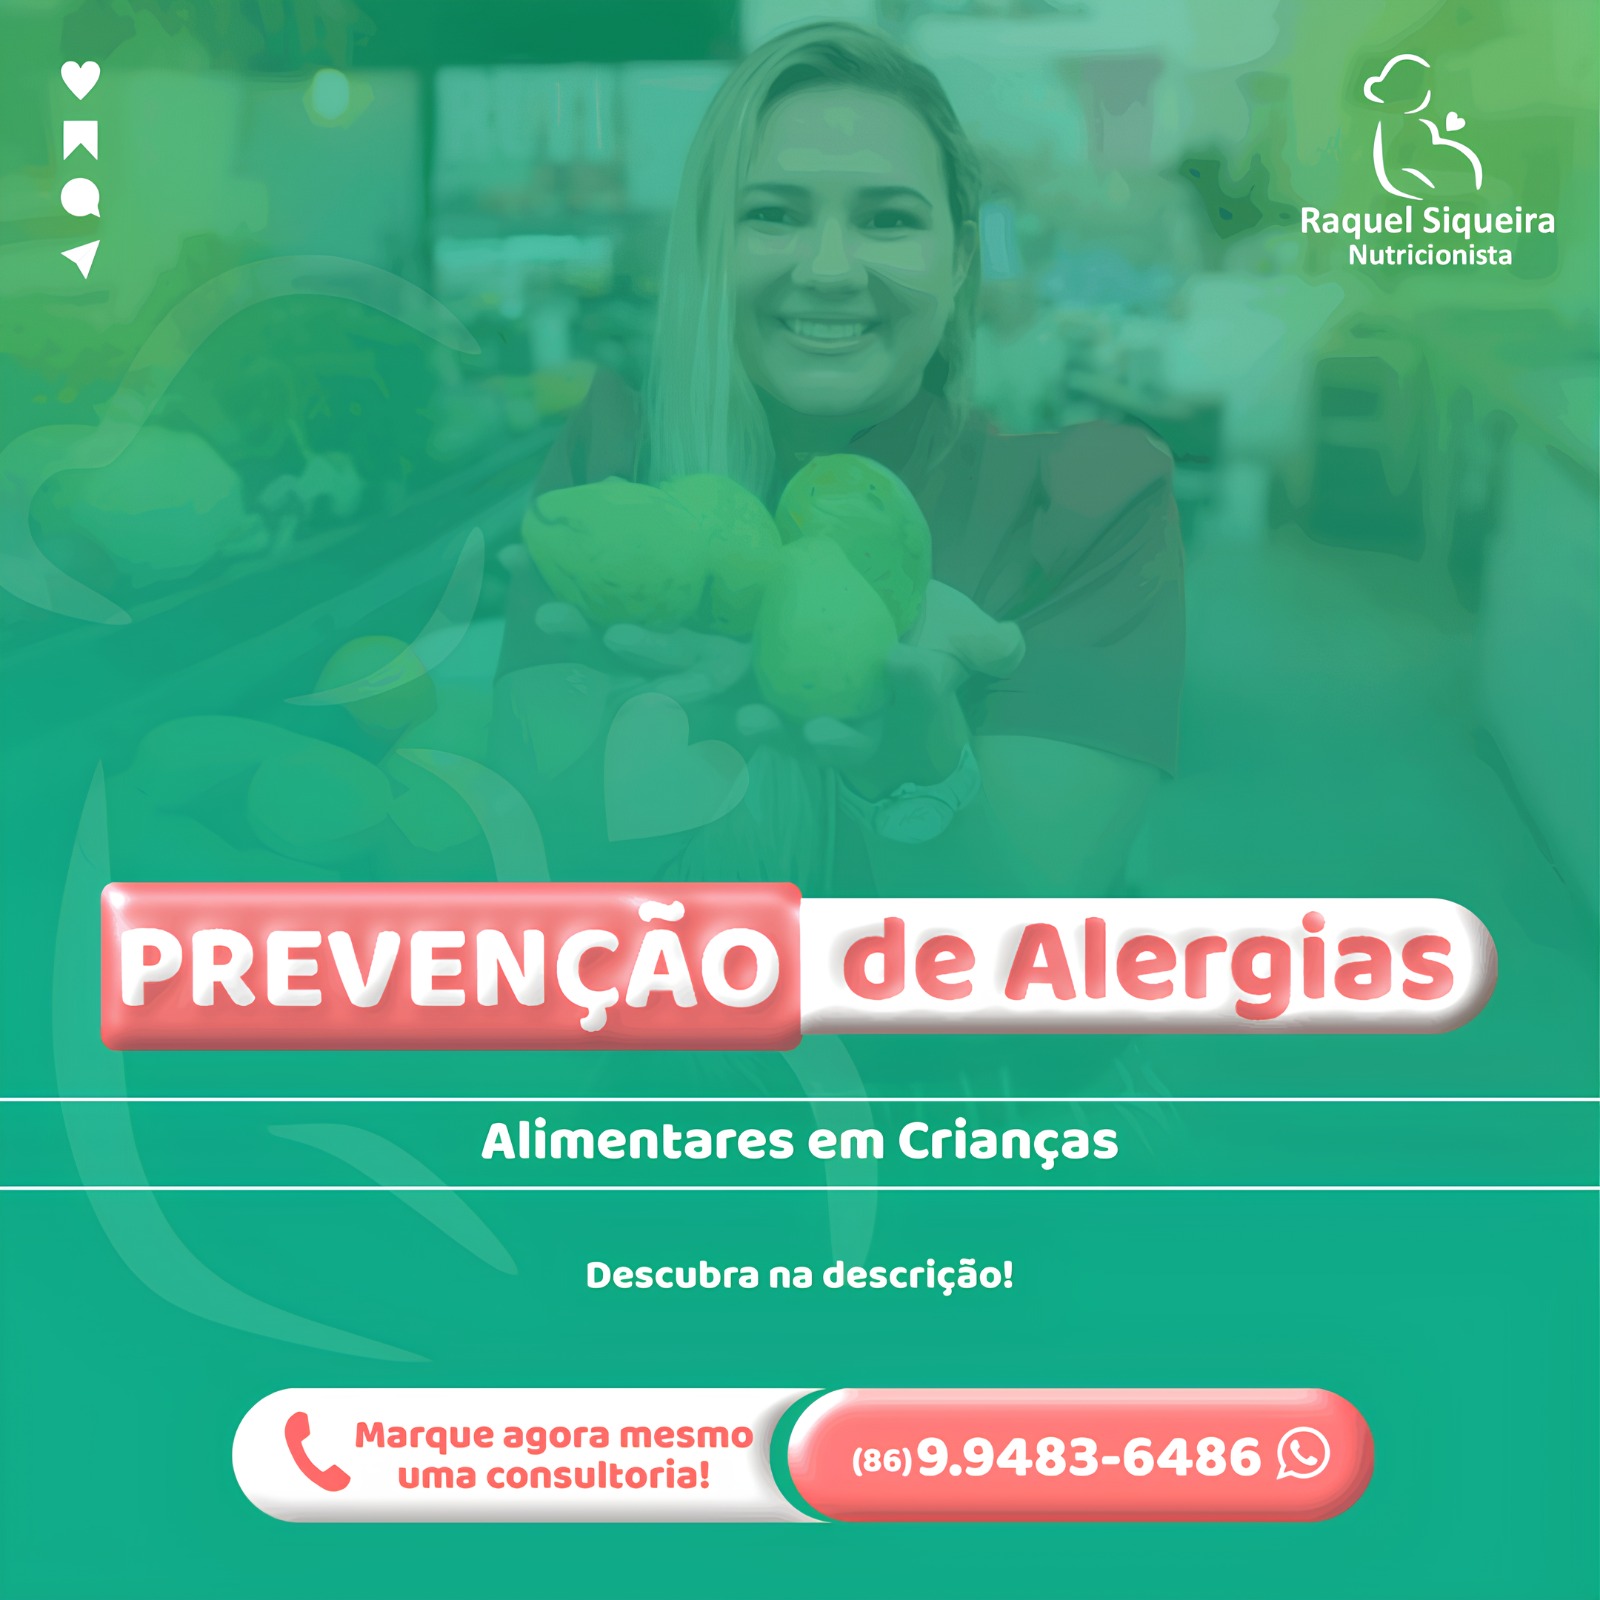 Raquel Siqueira
Nutricionista
PREVENÇÃO de Alergias
Alimentares em Crianças
Descubra na descrição!
Marque agora mesmo
uma consultoria!
(86) 9.9483-6486